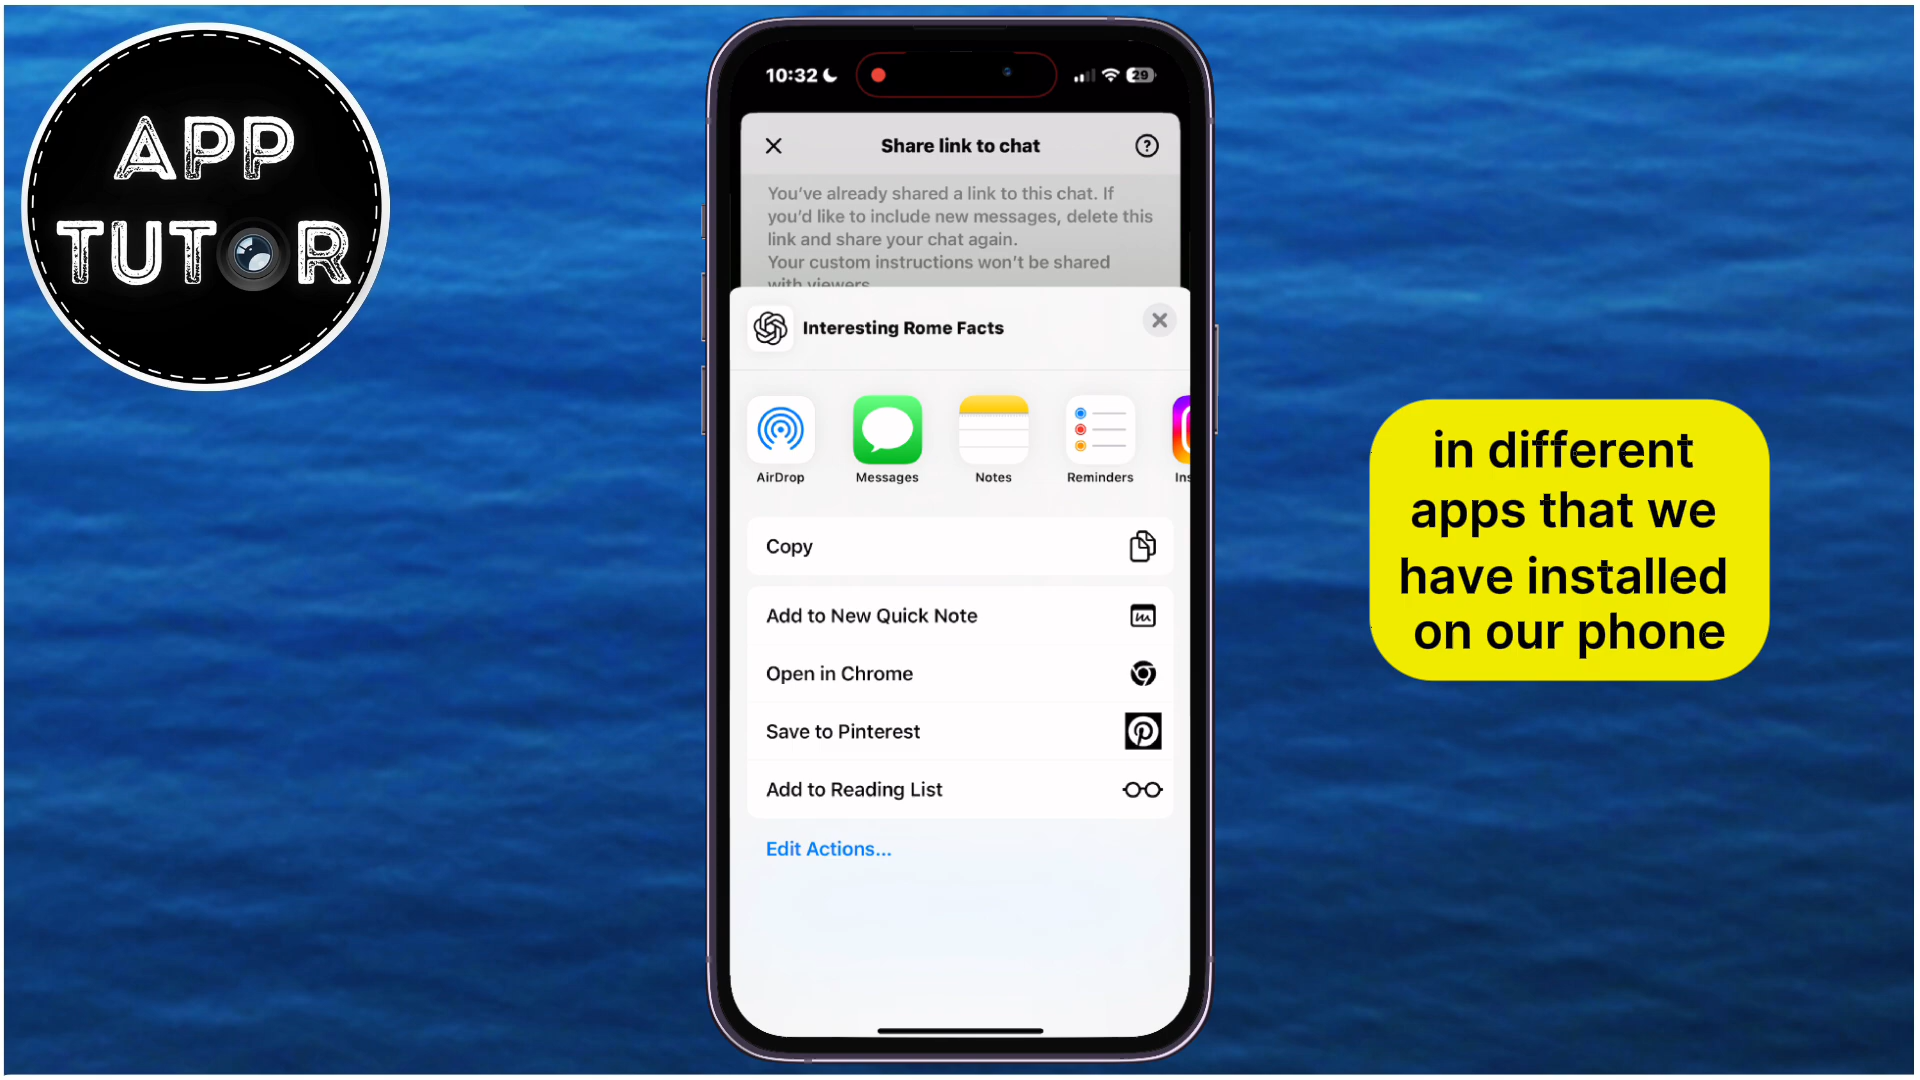 APP
TUTOR
10:32
29
Share link to chat
You've already shared a link to this chat. If
you'd like to include new messages, delete this
link and share your chat again.
Your custom instructions won't be shared
with viewers
Interesting Rome Facts
AirDrop
Messages
Notes
Reminders
Ins
Copy
Add to New Quick Note
Open in Chrome
Save to Pinterest
Add to Reading List
Edit Actions...
in different
apps that we
have installed
on our phone